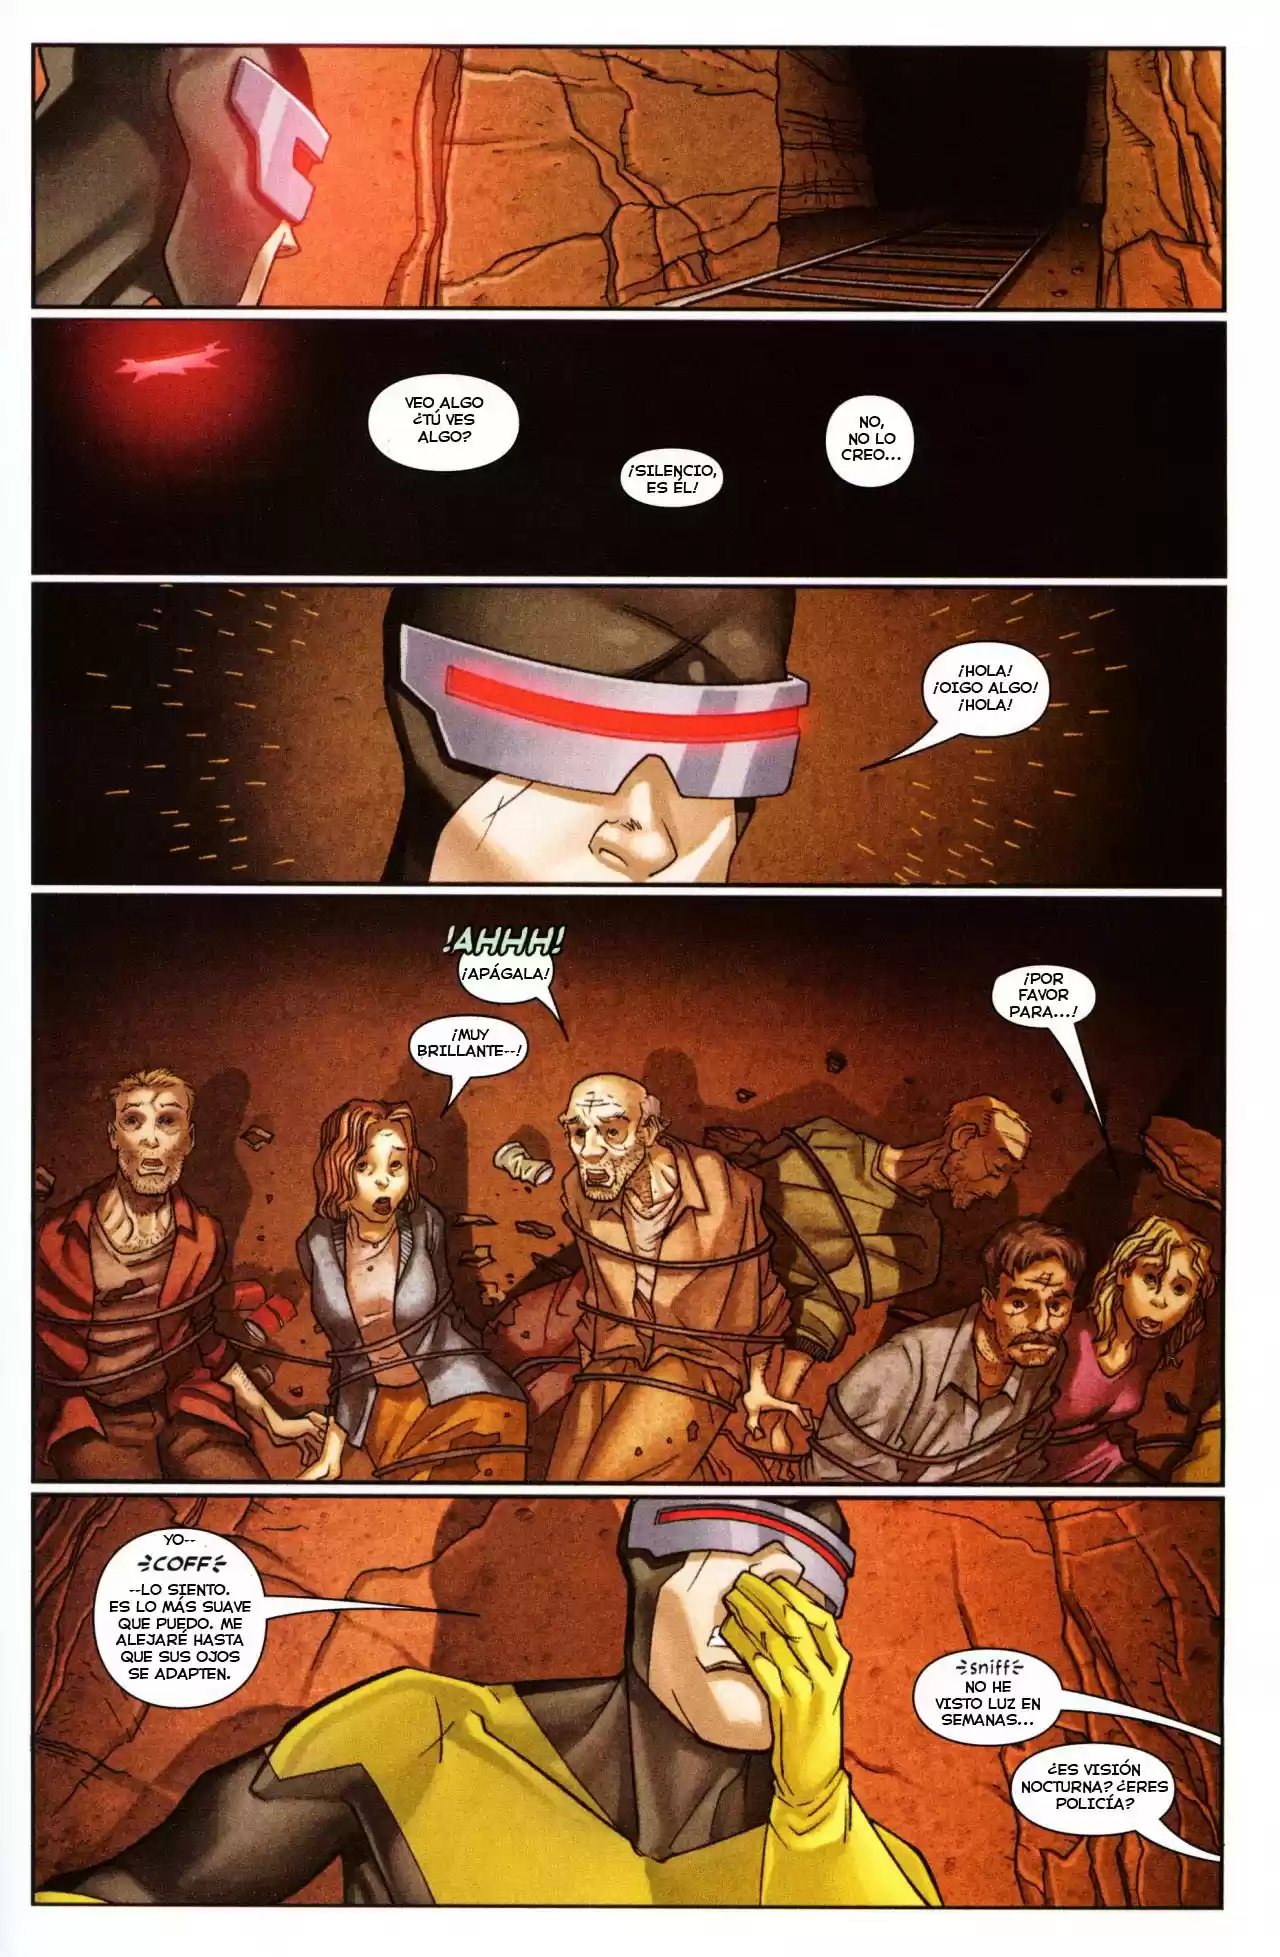 VEO ALGO
¿TÚ VES
ALGO?
¡SILENCIO,
ES ÉL!
NO,
NO LO
CREO...
¡HOLA!
¡OIGO ALGO!
¡HOLA!
!AHHH!
¡APÁGALA!
¡MUY
BRILLANTE--!
¡POR
FAVOR
PARA...!
YO--
COFF
--LO SIENTO.
ES LO MÁS SUAVE
QUE PUEDO. ME
ALEJARÉ HASTA
QUE SUS OJOS
SE ADAPTEN.
sniff
NO HE
VISTO LUZ EN
SEMANAS...
¿ES VISIÓN
NOCTURNA? ¿ERES
POLICÍA?